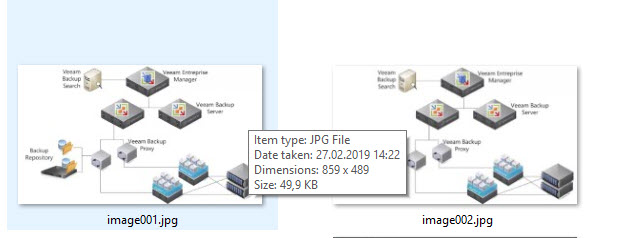 Veeam
Backup
Search
Veeam Entreprise
Manager
Veeam Backup
Server
Backup
Repository
Veeam Backup
Proxy
Item type: JPG File
Date taken: 27.02.2019 14:22
Dimensions: 859 x 489
Size: 49,9 KB
image001.jpg
Veeam
Backup
Search
Veeam Entreprise
Manager
Veeam Backup
Server
Veeam Backup
Proxy
image002.jpg